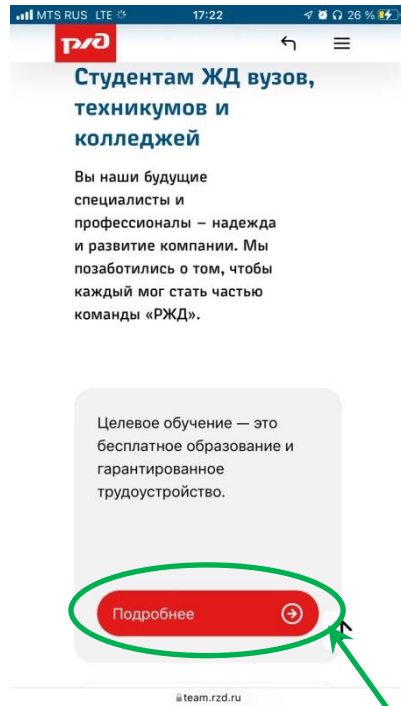 MTS RUS LTE 17:22 26 %
ржд
Студентам ЖД вузов,
техникумов и
колледжей
Вы наши будущие
специалисты и
профессионалы – надежда
и развитие компании. Мы
позаботились о том, чтобы
каждый мог стать частью
команды «РЖД».
Целевое обучение — это
бесплатное образование и
гарантированное
трудоустройство.
Подробнее
team.rzd.ru